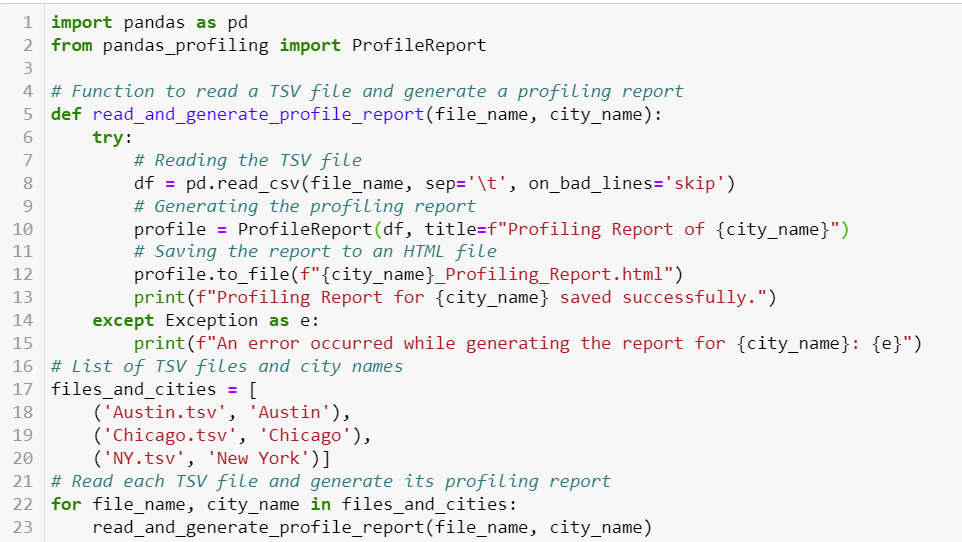 1 import pandas as pd
2 from pandas_profiling import ProfileReport
3
4 # Function to read a TSV file and generate a profiling report
5 def read_and_generate_profile_report(file_name, city_name):
6     try:
7         # Reading the TSV file
8         df = pd.read_csv(file_name, sep='\t', on_bad_lines='skip')
9         # Generating the profiling report
10         profile = ProfileReport(df, title=f"Profiling Report of {city_name}")
11         # Saving the report to an HTML file
12         profile.to_file(f"{city_name}_Profiling_Report.html")
13         print(f"Profiling Report for {city_name} saved successfully.")
14     except Exception as e:
15         print(f"An error occurred while generating the report for {city_name}: {e}")
16 # List of TSV files and city names
17 files_and_cities = [
18     ('Austin.tsv', 'Austin'),
19     ('Chicago.tsv', 'Chicago'),
20     ('NY.tsv', 'New York')]
21 # Read each TSV file and generate its profiling report
22 for file_name, city_name in files_and_cities:
23     read_and_generate_profile_report(file_name, city_name)